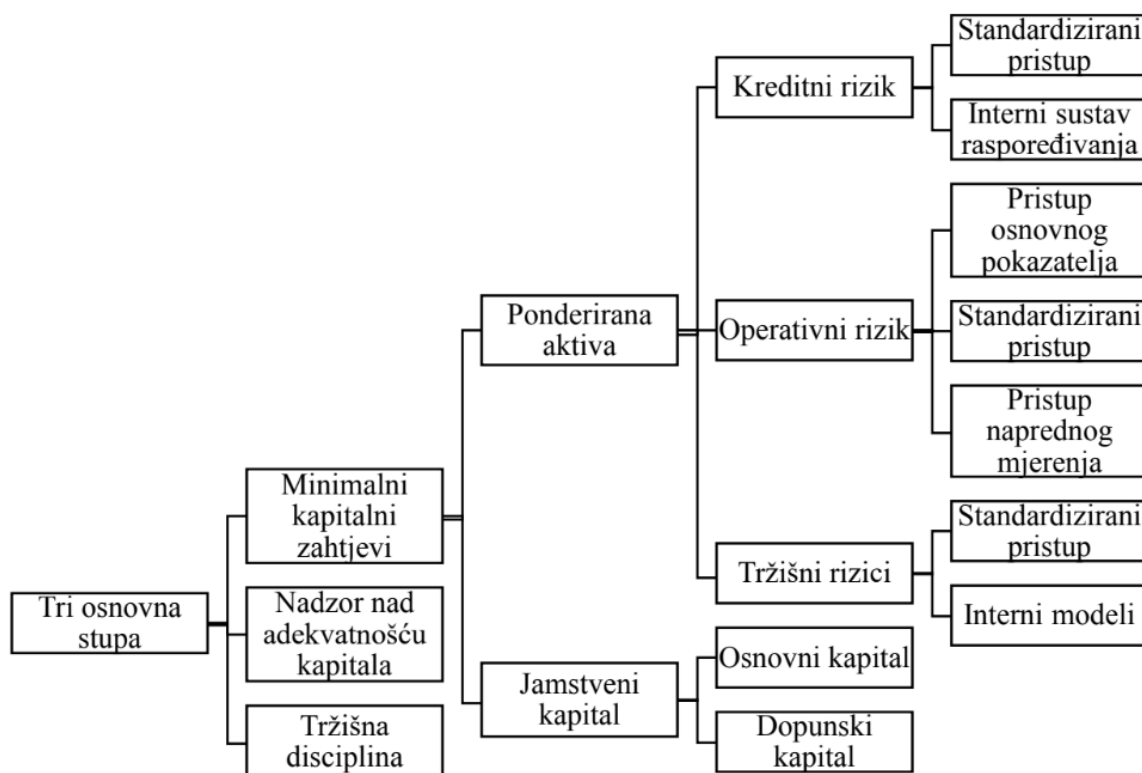 Tri osnovna
stupa
Minimalni
kapitalni
zahtjevi
Nadzor nad
adekvatnošću
kapitala
Tržišna
disciplina
Ponderirana
aktiva
Jamstveni
kapital
Kreditni rizik
Operativni rizik
Tržišni rizici
Osnovni kapital
Dopunski
kapital
Standardizirani
pristup
Interni sustav
raspoređivanja
Pristup
osnovnog
pokazatelja
Standardizirani
pristup
Pristup
naprednog
mjerenja
Standardizirani
pristup
Interni modeli